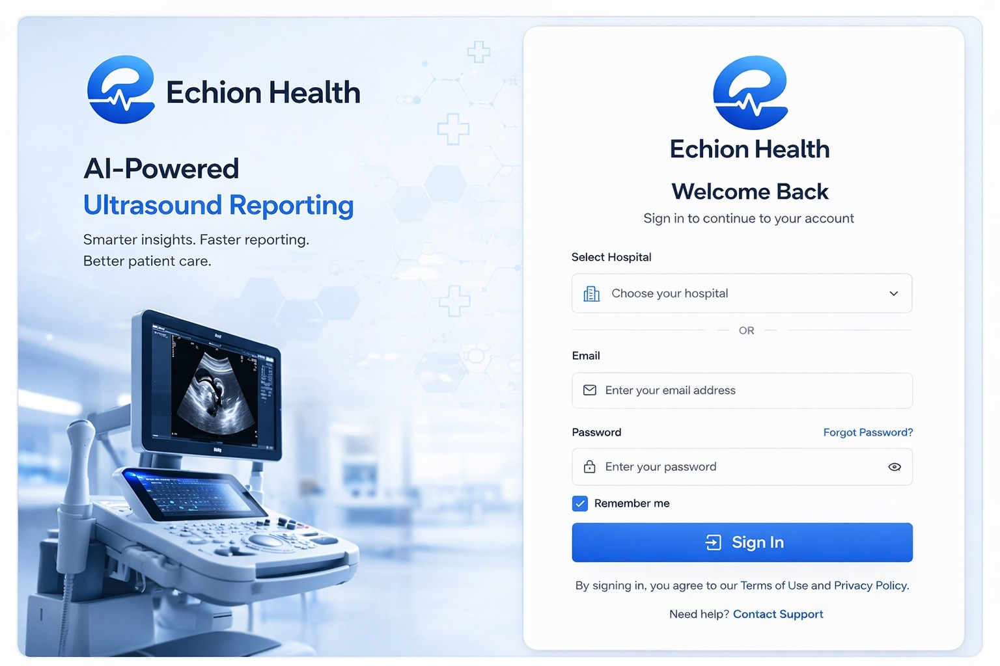 Echion Health
AI-Powered
Ultrasound Reporting
Smarter insights. Faster reporting.
Better patient care.
Echion Health
Welcome Back
Sign in to continue to your account
Select Hospital
Choose your hospital
OR
Email
Enter your email address
Password
Forgot Password?
Enter your password
Remember me
Sign In
By signing in, you agree to our Terms of Use and Privacy Policy.
Need help? Contact Support